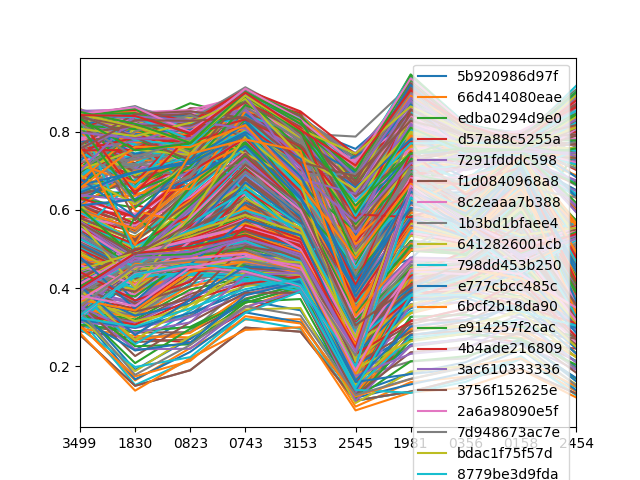 0.8
0.6
0.4
0.2
3499 1830 0823 0743 3153 2545 1981 0356 0158 2454
5b920986d97f
66d414080eae
edba0294d9e0
d57a88c5255a
7291fdddc598
f1d0840968a8
8c2eaaa7b388
1b3bd1bfaee4
6412826001cb
798dd453b250
e777cbcc485c
6bcf2b18da90
e914257f2cac
4b4ade216809
3ac610333336
3756f152625e
2a6a98090e5f
7d948673ac7e
bdac1f75f57d
8779be3d9fda